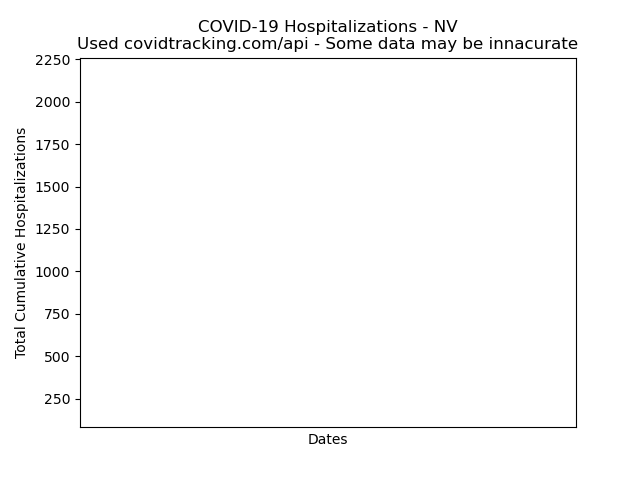 COVID-19 Hospitalizations - NV
Used covidtracking.com/api - Some data may be innacurate
2250
2000
1750
1500
1250
1000
750
500
250
Total Cumulative Hospitalizations
Dates